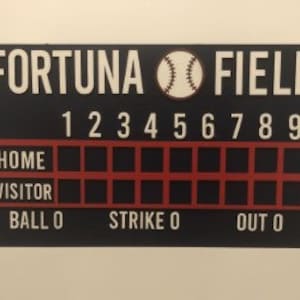 FORTUNA FIEL
1 2 3 4 5 6 7 8 9
HOME
VISITOR
BALL 0 STRIKE 0 OUT 0